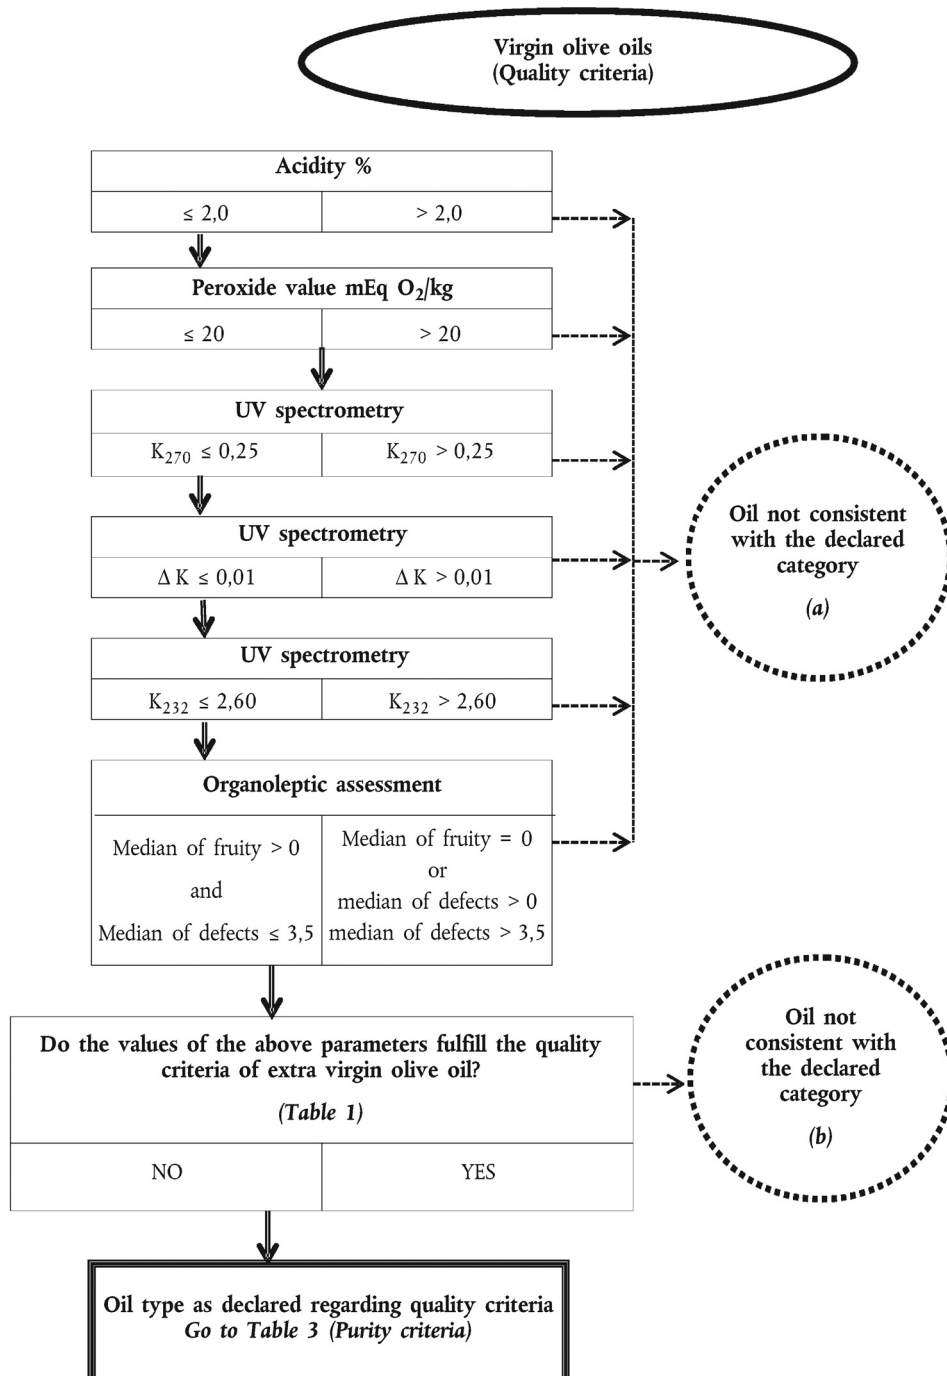 Virgin olive oils
(Quality criteria)
Acidity %
≤ 2,0 > 2,0
Peroxide value mEq O₂/kg
≤ 20 > 20
UV spectrometry
K₂₇₀ ≤ 0,25 K₂₇₀ > 0,25
UV spectrometry
Δ K ≤ 0,01 Δ K > 0,01
UV spectrometry
K₂₃₂ ≤ 2,60 K₂₃₂ > 2,60
Oil not consistent
with the declared
category
(a)
Organoleptic assessment
Median of fruity > 0
and
Median of defects ≤ 3,5
Median of fruity = 0
or
median of defects > 0
median of defects > 3,5
Do the values of the above parameters fulfill the quality
criteria of extra virgin olive oil?
(Table 1)
NO YES
Oil not
consistent with
the declared
category
(b)
Oil type as declared regarding quality criteria
Go to Table 3 (Purity criteria)